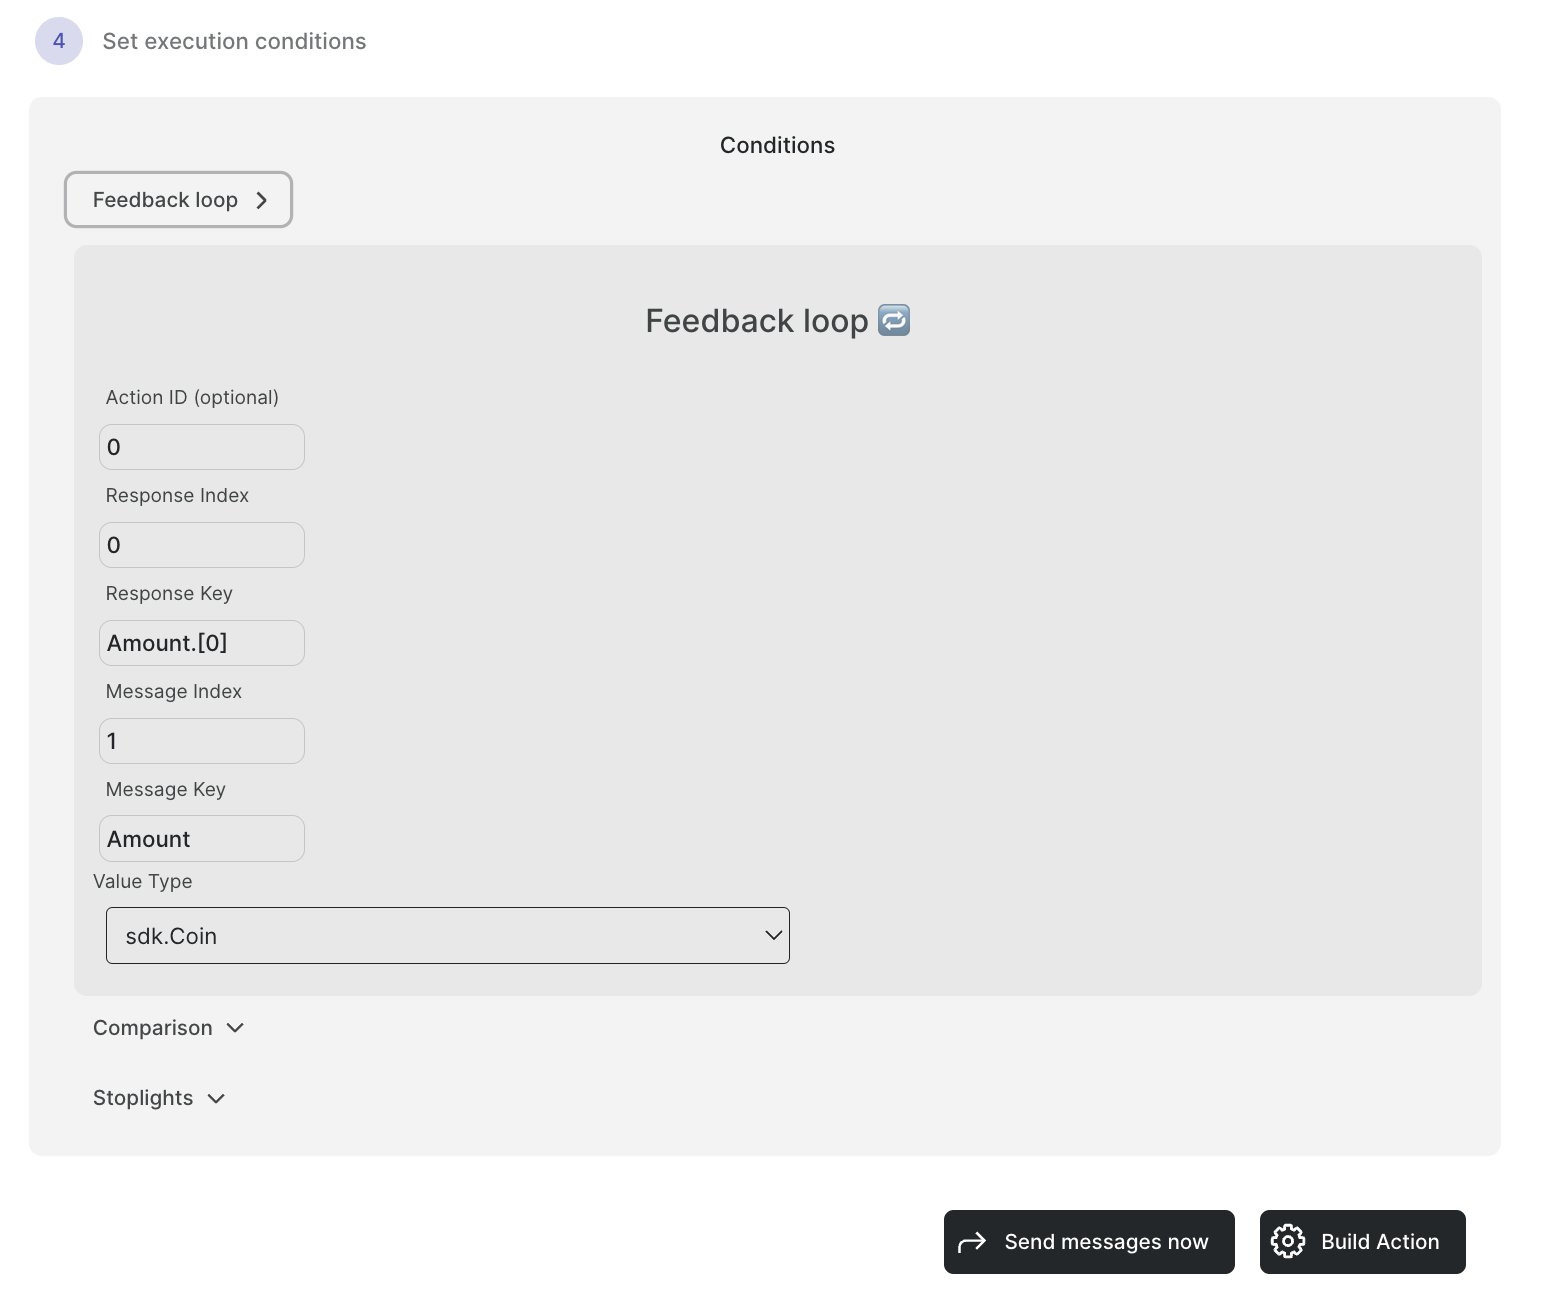 4 Set execution conditions
Conditions
Feedback loop
Feedback loop 🔁
Action ID (optional)
0
Response Index
0
Response Key
Amount.[0]
Message Index
1
Message Key
Amount
Value Type
sdk.Coin
Comparison
Stoplights
Send messages now Build Action